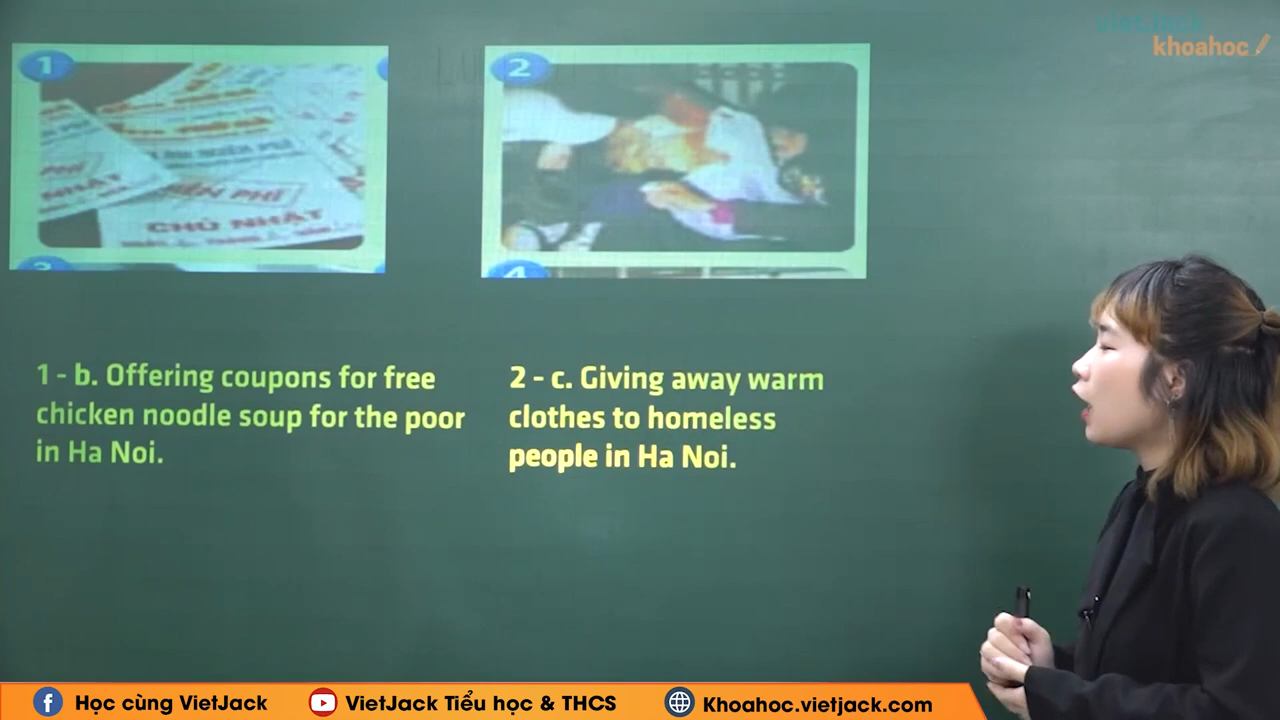 vietJack
khoahoc
1
2
MIỄN PHÍ
CHỦ NHẬT
3
4
1 - b. Offering coupons for free
chicken noodle soup for the poor
in Ha Noi.
2 - c. Giving away warm
clothes to homeless
people in Ha Noi.
Học cùng VietJack
VietJack Tiểu học & THCS
Khoahoc.vietjack.com